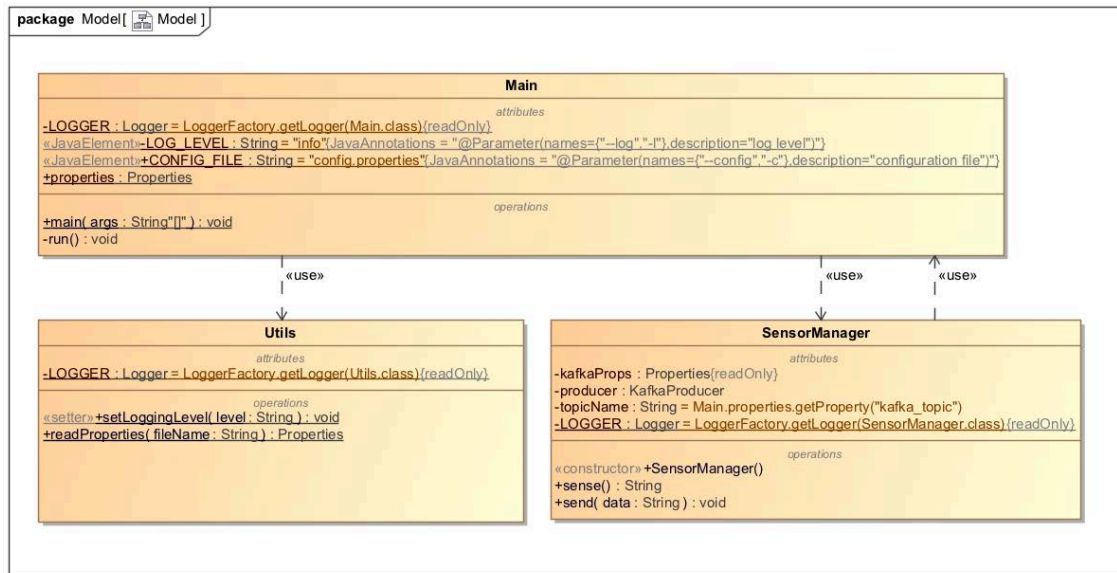 package Model[ Model ]
Main
attributes
-LOGGER : Logger = LoggerFactory.getLogger(Main.class){readOnly}
«JavaElement»-LOG_LEVEL : String = "info"{JavaAnnotations = "@Parameter(names={"--log","-l"},description="log level")"}
«JavaElement»+CONFIG_FILE : String = "config.properties"{JavaAnnotations = "@Parameter(names={"--config","-c"},description="configuration file")"}
+properties : Properties
operations
+main( args : String"[]" ) : void
-run() : void
«use»
«use»
«use»
Utils
attributes
-LOGGER : Logger = LoggerFactory.getLogger(Utils.class){readOnly}
operations
«setter»+setLoggingLevel( level : String ) : void
+readProperties( fileName : String ) : Properties
SensorManager
attributes
-kafkaProps : Properties{readOnly}
-producer : KafkaProducer
-topicName : String = Main.properties.getProperty("kafka_topic")
-LOGGER : Logger = LoggerFactory.getLogger(SensorManager.class){readOnly}
operations
«constructor»+SensorManager()
+sense() : String
+send( data : String ) : void